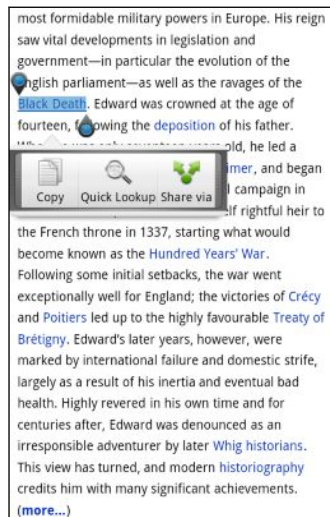 most formidable military powers in Europe. His reign
saw vital developments in legislation and
government—in particular the evolution of the
English parliament—as well as the ravages of the
Black Death. Edward was crowned at the age of
fourteen, following the deposition of his father.
old, he led a
and began
campaign in
rightful heir to
Copy Quick Lookup Share via
the French throne in 1337, starting what would
become known as the Hundred Years' War.
Following some initial setbacks, the war went
exceptionally well for England; the victories of Crécy
and Poitiers led up to the highly favourable Treaty of
Brétigny. Edward's later years, however, were
marked by international failure and domestic strife,
largely as a result of his inertia and eventual bad
health. Highly revered in his own time and for
centuries after, Edward was denounced as an
irresponsible adventurer by later Whig historians.
This view has turned, and modern historiography
credits him with many significant achievements.
(more...)